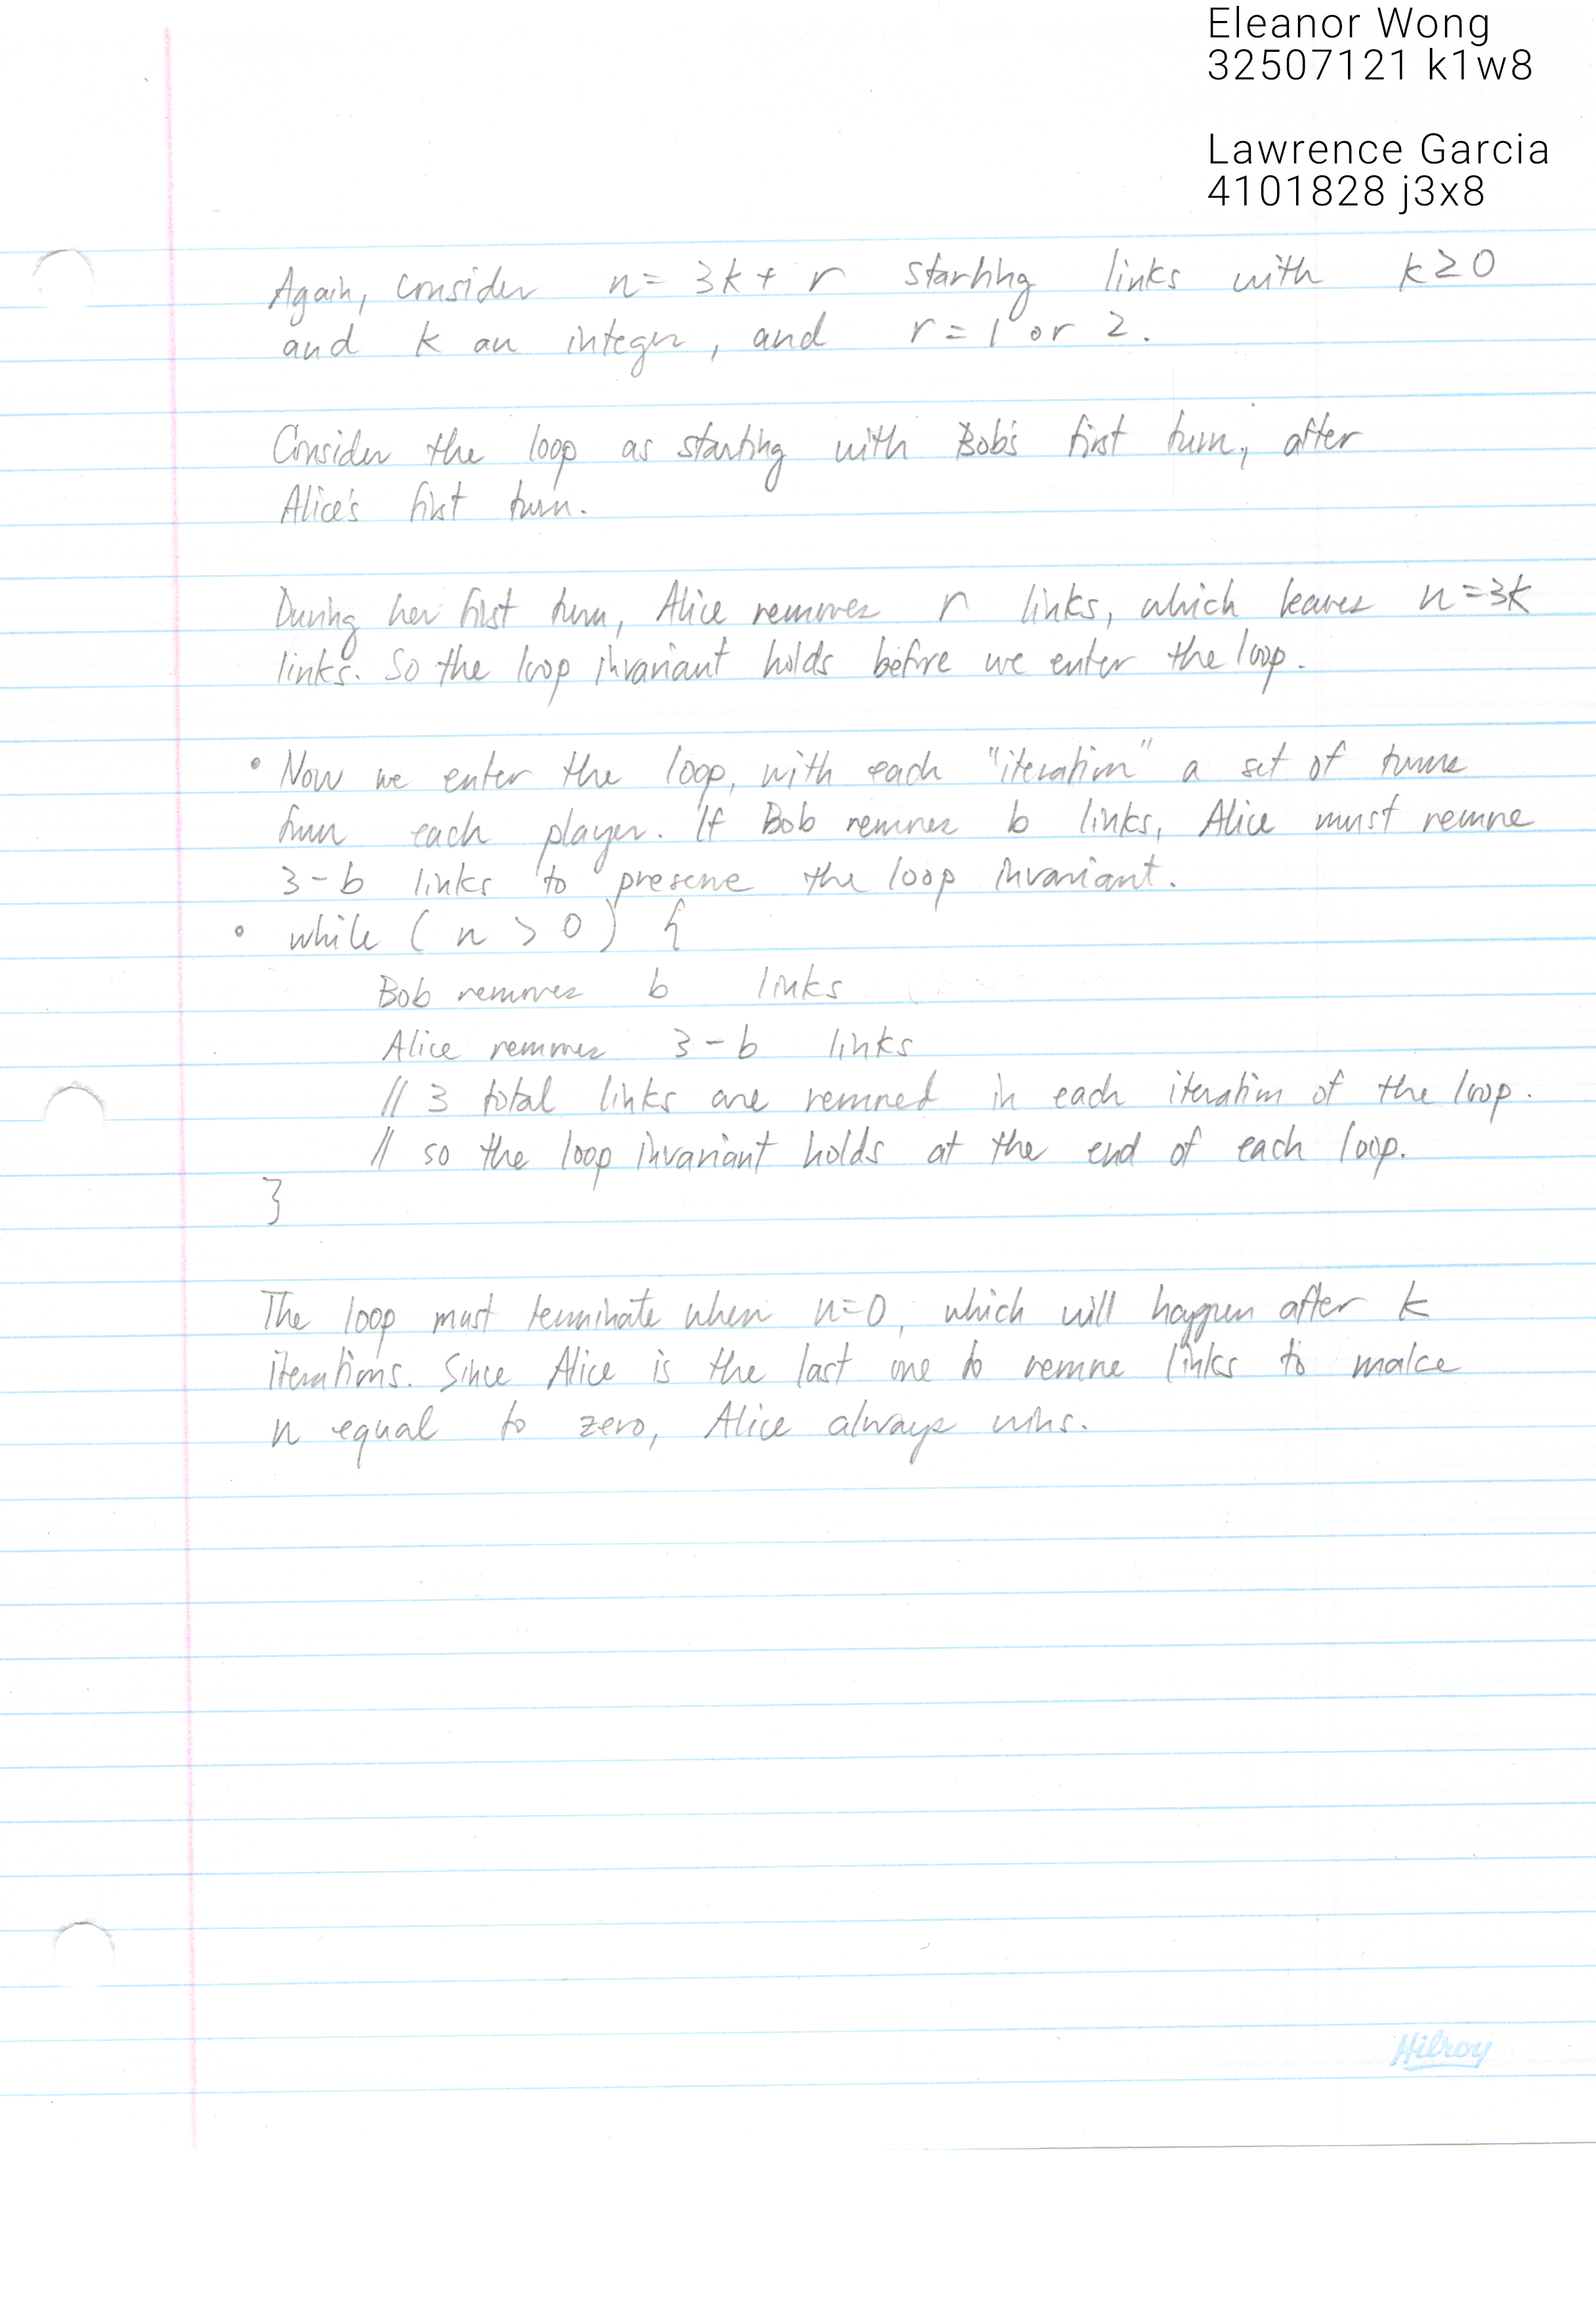 Eleanor Wong
32507121 k1w8
Lawrence Garcia
4101828 j3x8
Again, consider n = 3k + r starting links with k ≥ 0
and k an integer, and r = 1 or 2.
Consider the loop as starting with Bob's first turn, after
Alice's first turn.
During her first turn, Alice removes r links, which leaves n = 3k
links. So the loop invariant holds before we enter the loop.
• Now we enter the loop, with each "iteration" a set of turns
from each player. If Bob removes b links, Alice must remove
3 - b links to preserve the loop invariant.
• while ( n > 0 ) {
Bob removes b links
Alice removes 3 - b links
// 3 total links are removed in each iteration of the loop.
// so the loop invariant holds at the end of each loop.
}
The loop must terminate when n = 0, which will happen after k
iterations. Since Alice is the last one to remove links to make
n equal to zero, Alice always wins.
Hilroy